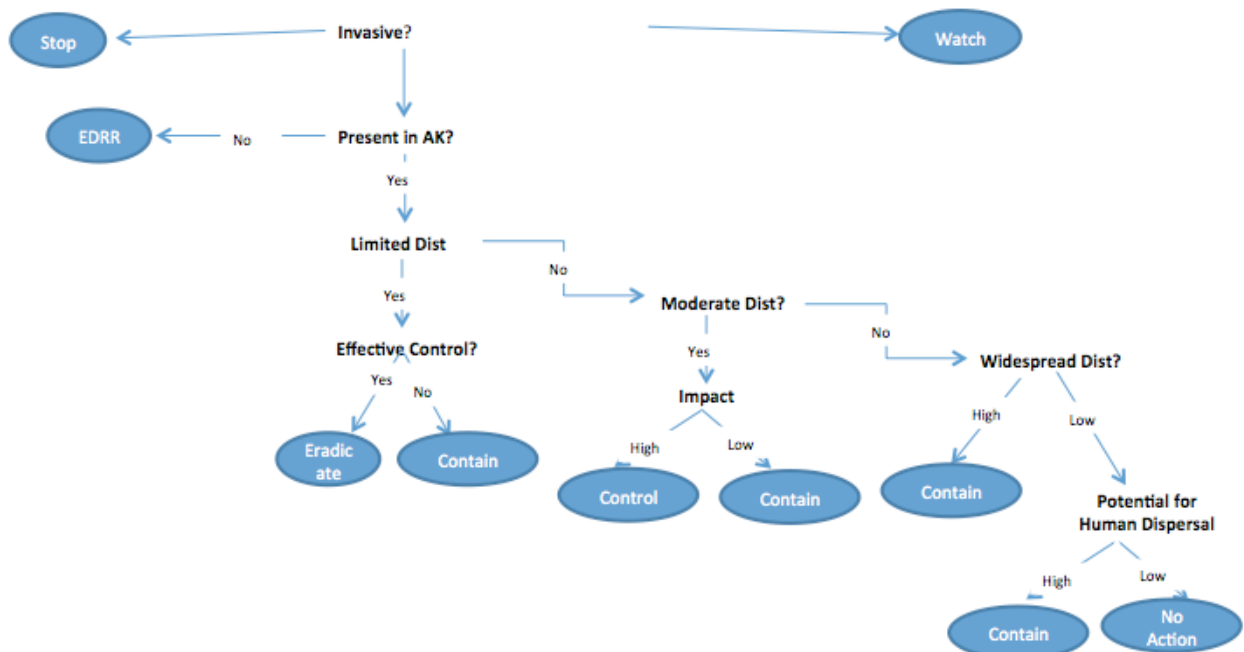 Stop
Invasive?
Watch
EDRR
No
Present in AK?
Yes
Limited Dist
No
Yes
Moderate Dist?
No
Effective Control?
Yes
Widespread Dist?
Yes
No
Impact
High
Low
Eradic
ate
Contain
High
Low
Control
Contain
Contain
Potential for
Human Dispersal
High
Low
Contain
No
Action